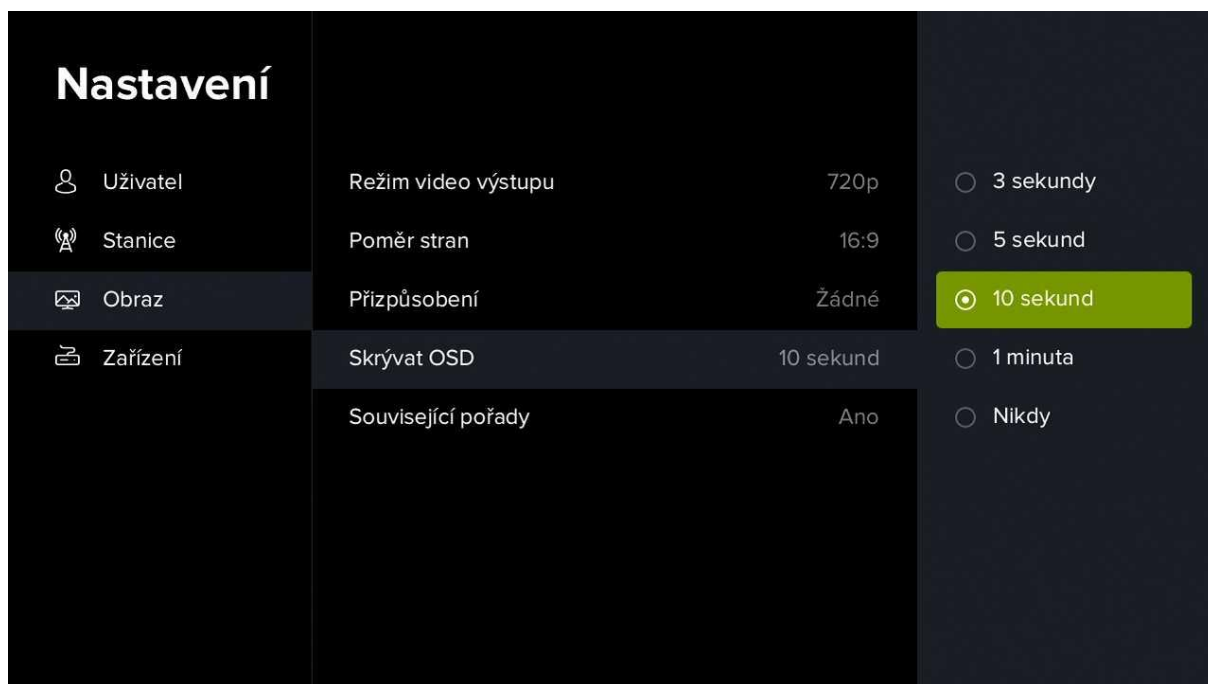 Nastavení
Uživatel
Stanice
Obraz
Zařízení
Režim video výstupu 720p
Poměr stran 16:9
Přizpůsobení Žádné
Skrývat OSD 10 sekund
Související pořady Ano
3 sekundy
5 sekund
10 sekund
1 minuta
Nikdy